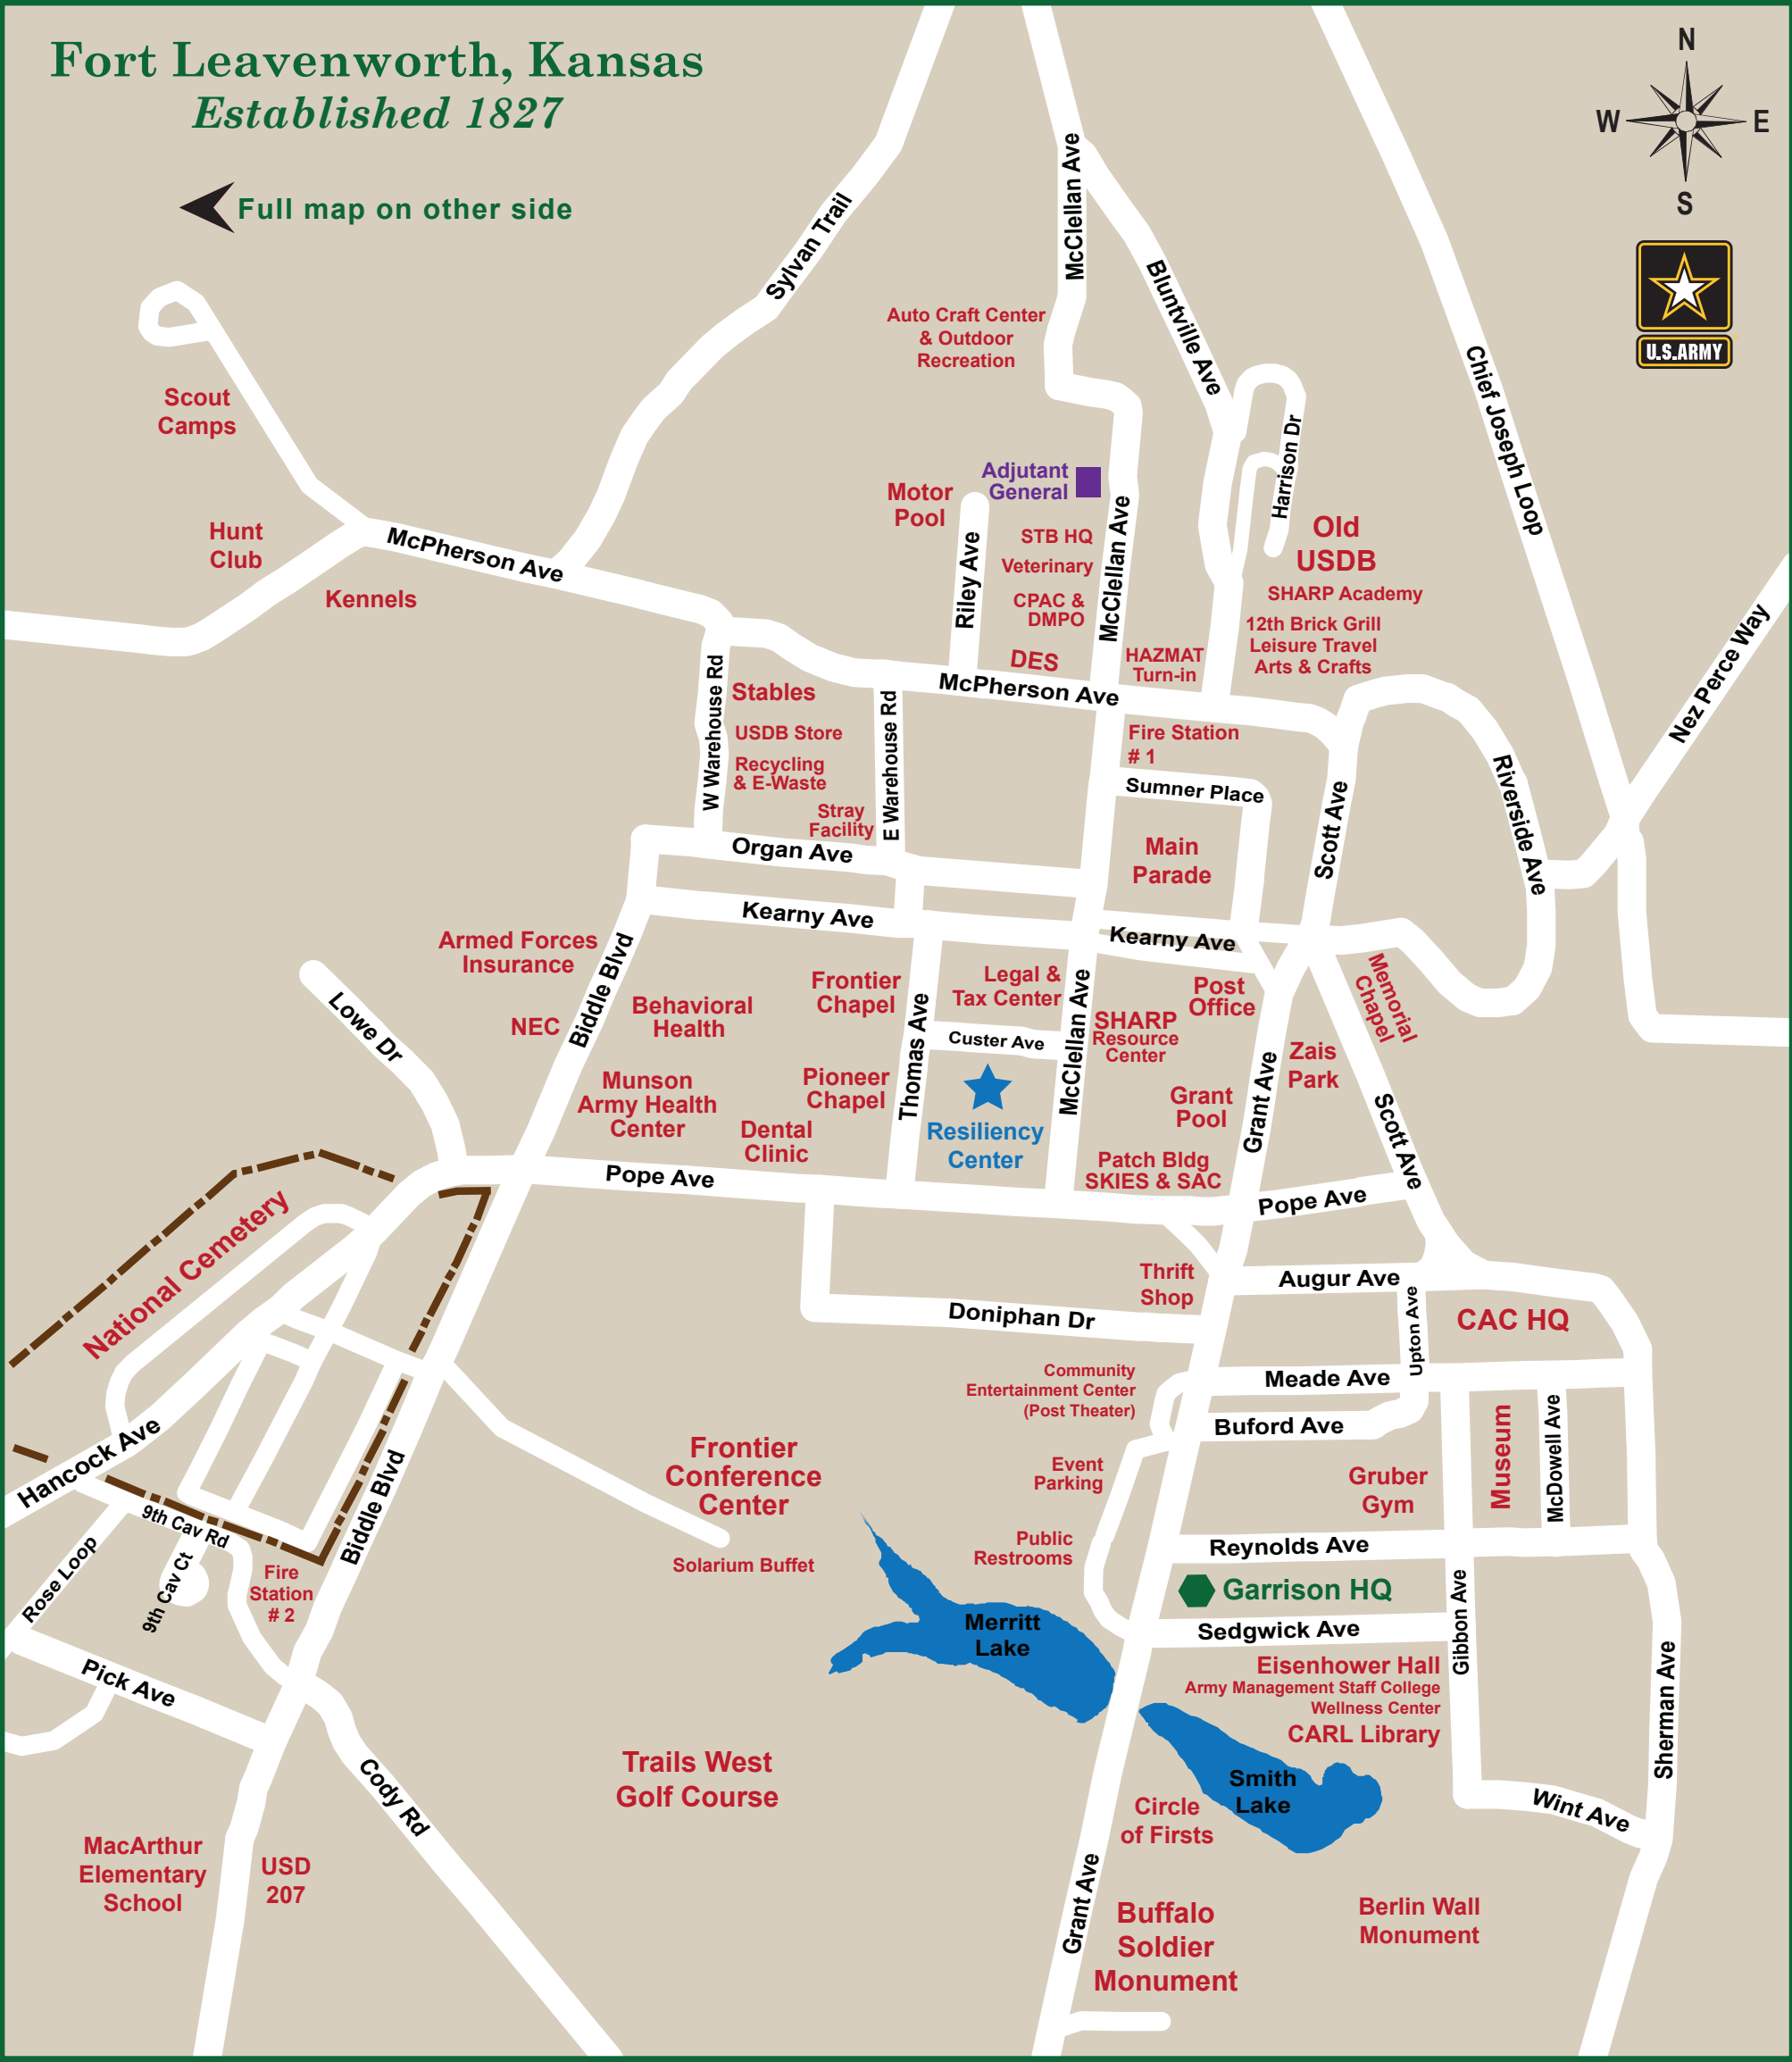 Fort Leavenworth, Kansas
Established 1827
Full map on other side
N
W
E
S
U.S.ARMY
Sylvan Trail
McClellan Ave
Bluntville Ave
Chief Joseph Loop
Auto Craft Center
& Outdoor
Recreation
Scout
Camps
Harrison Dr
Adjutant
General
Motor
Pool
Hunt
Club
McPherson Ave
Kennels
Riley Ave
STB HQ
Veterinary
CPAC &
DMPO
McClellan Ave
Old
USDB
SHARP Academy
12th Brick Grill
Leisure Travel
Arts & Crafts
DES
HAZMAT
Turn-in
Nez Perce Way
McPherson Ave
W Warehouse Rd
Stables
USDB Store
Recycling
& E-Waste
Stray
Facility
E Warehouse Rd
Fire Station
# 1
Sumner Place
Scott Ave
Riverside Ave
Organ Ave
Main
Parade
Kearny Ave
Kearny Ave
Armed Forces
Insurance
Biddle Blvd
NEC
Behavioral
Health
Frontier
Chapel
Legal &
Tax Center
Post
Office
Memorial
Chapel
Lowe Dr
Thomas Ave
Custer Ave
McClellan Ave
SHARP
Resource
Center
Zais
Park
Munson
Army Health
Center
Pioneer
Chapel
Grant
Pool
Grant Ave
Scott Ave
Dental
Clinic
Resiliency
Center
Patch Bldg
SKIES & SAC
Pope Ave
Pope Ave
National Cemetery
Thrift
Shop
Augur Ave
Doniphan Dr
Upton Ave
CAC HQ
Community
Entertainment Center
(Post Theater)
Meade Ave
Buford Ave
Museum
McDowell Ave
Hancock Ave
Frontier
Conference
Center
Event
Parking
Gruber
Gym
Biddle Blvd
9th Cav Rd
Solarium Buffet
Public
Restrooms
Reynolds Ave
Rose Loop
9th Cav Ct
Fire
Station
# 2
Garrison HQ
Merritt
Lake
Sedgwick Ave
Gibbon Ave
Eisenhower Hall
Army Management Staff College
Wellness Center
CARL Library
Sherman Ave
Pick Ave
Trails West
Golf Course
Smith
Lake
Wint Ave
Cody Rd
Circle
of Firsts
MacArthur
Elementary
School
USD
207
Grant Ave
Buffalo
Soldier
Monument
Berlin Wall
Monument